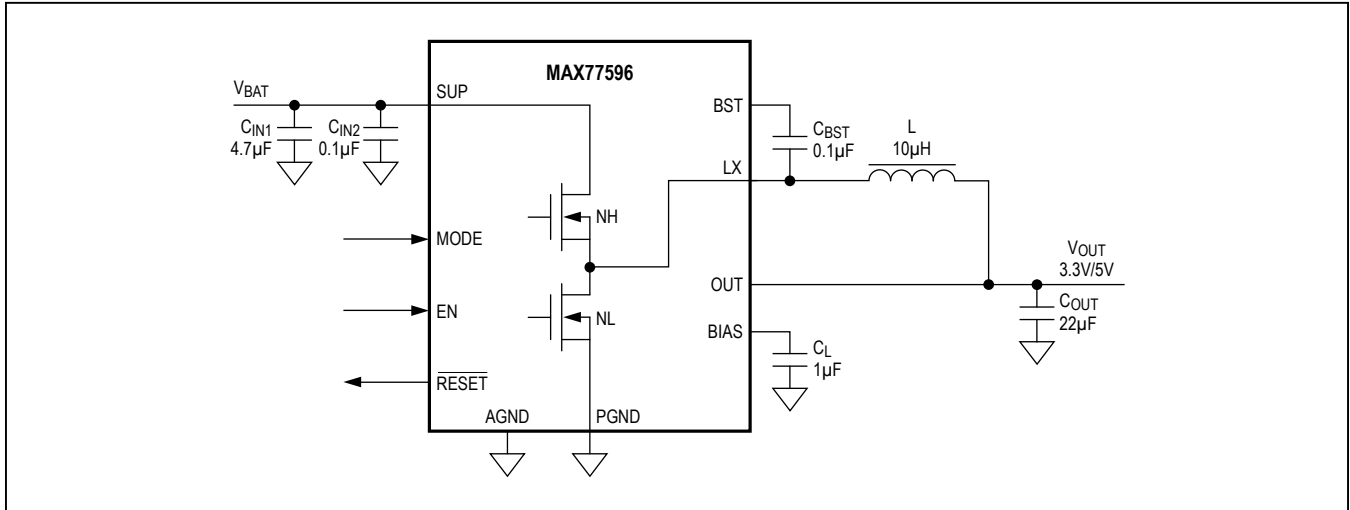 MAX77596
VBAT
SUP
CIN1
4.7µF
CIN2
0.1µF
BST
CBST
0.1µF
L
10µH
LX
NH
MODE
VOUT
3.3V/5V
OUT
EN
NL
COUT
22µF
BIAS
CL
1µF
RESET
AGND
PGND